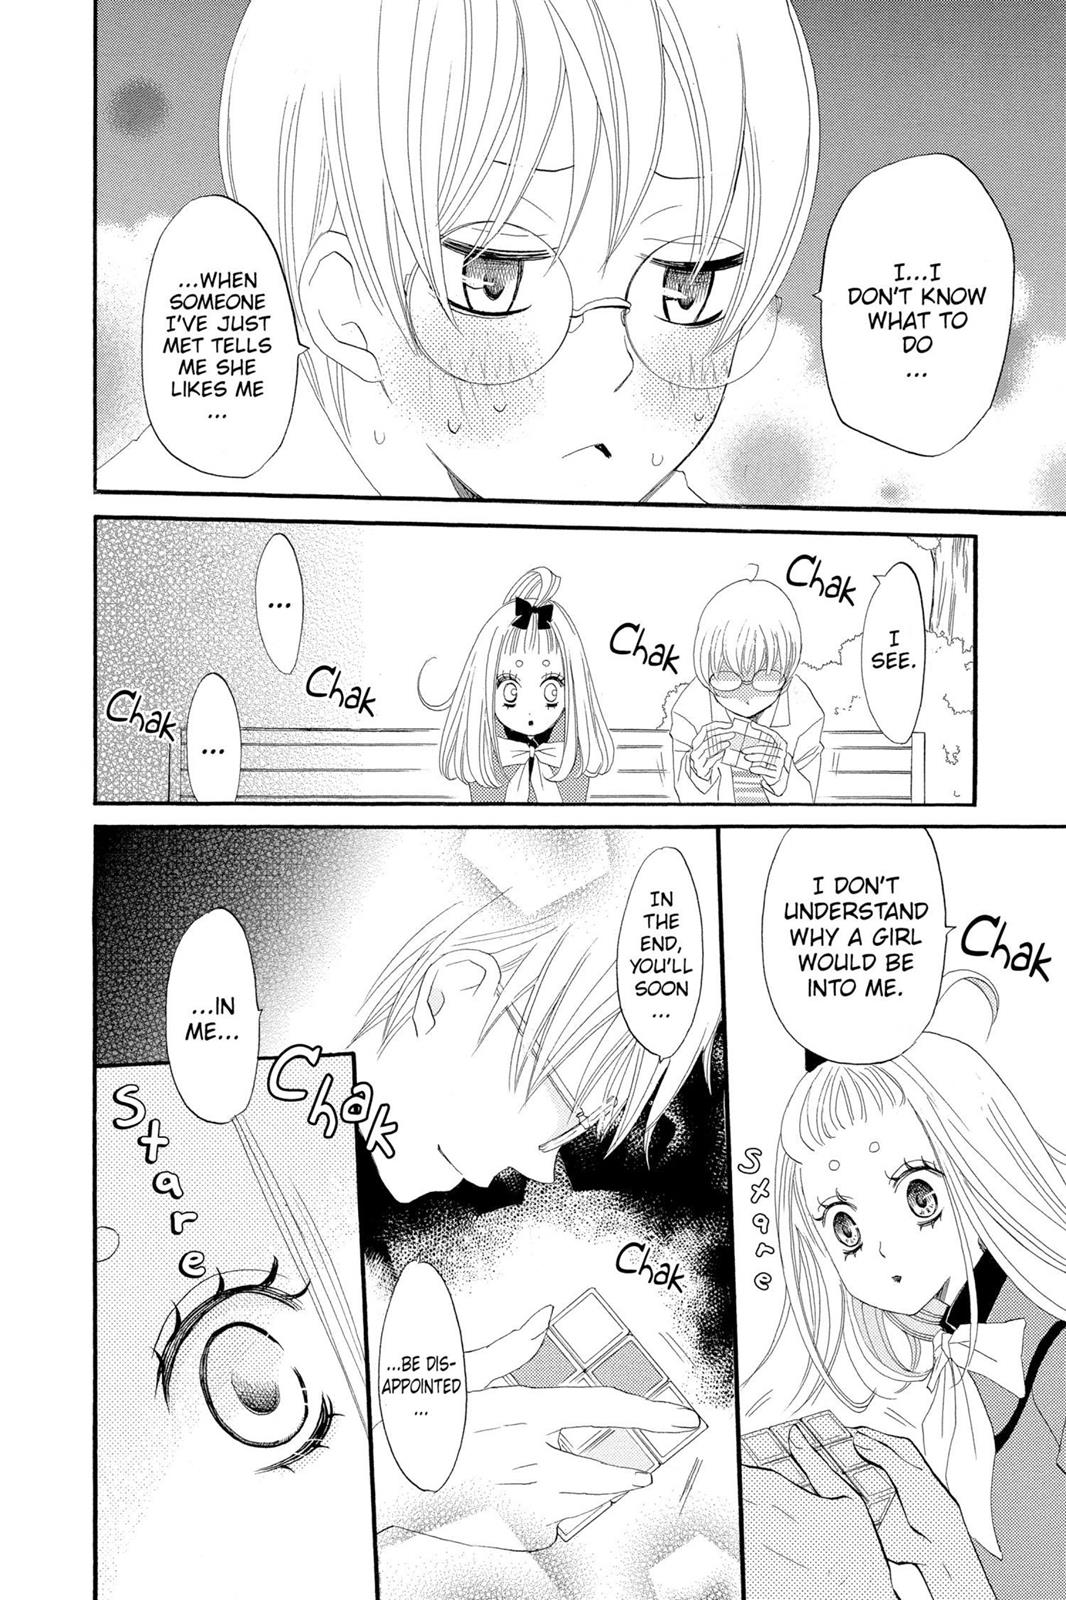 I...I
DON'T KNOW
WHAT TO
DO
...
...WHEN
SOMEONE
I'VE JUST
MET TELLS
ME SHE
LIKES ME
...
I
SEE.
Chak
Chak
...
Chak
...
Chak
I DON'T
UNDERSTAND
WHY A GIRL
WOULD BE
INTO ME.
Chak
Stare
IN
THE
END,
YOU'LL
SOON
...
Chak
Chak
...BE DIS-
APPOINTED
...
...IN
ME...
Stare